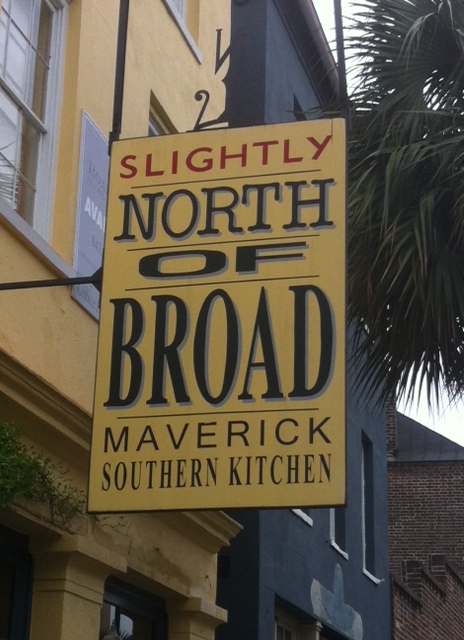 SLIGHTLY
NORTH
OF
BROAD
MAVERICK
SOUTHERN KITCHEN